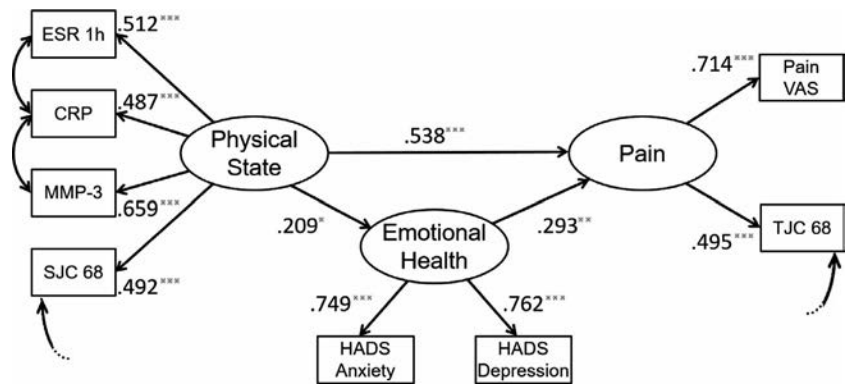 ESR 1h
.512***
CRP
.487***
MMP-3
.659***
SJC 68
.492***
Physical
State
.538***
.209*
Emotional
Health
.293**
.749***
.762***
HADS
Anxiety
HADS
Depression
Pain
.714***
Pain
VAS
.495***
TJC 68